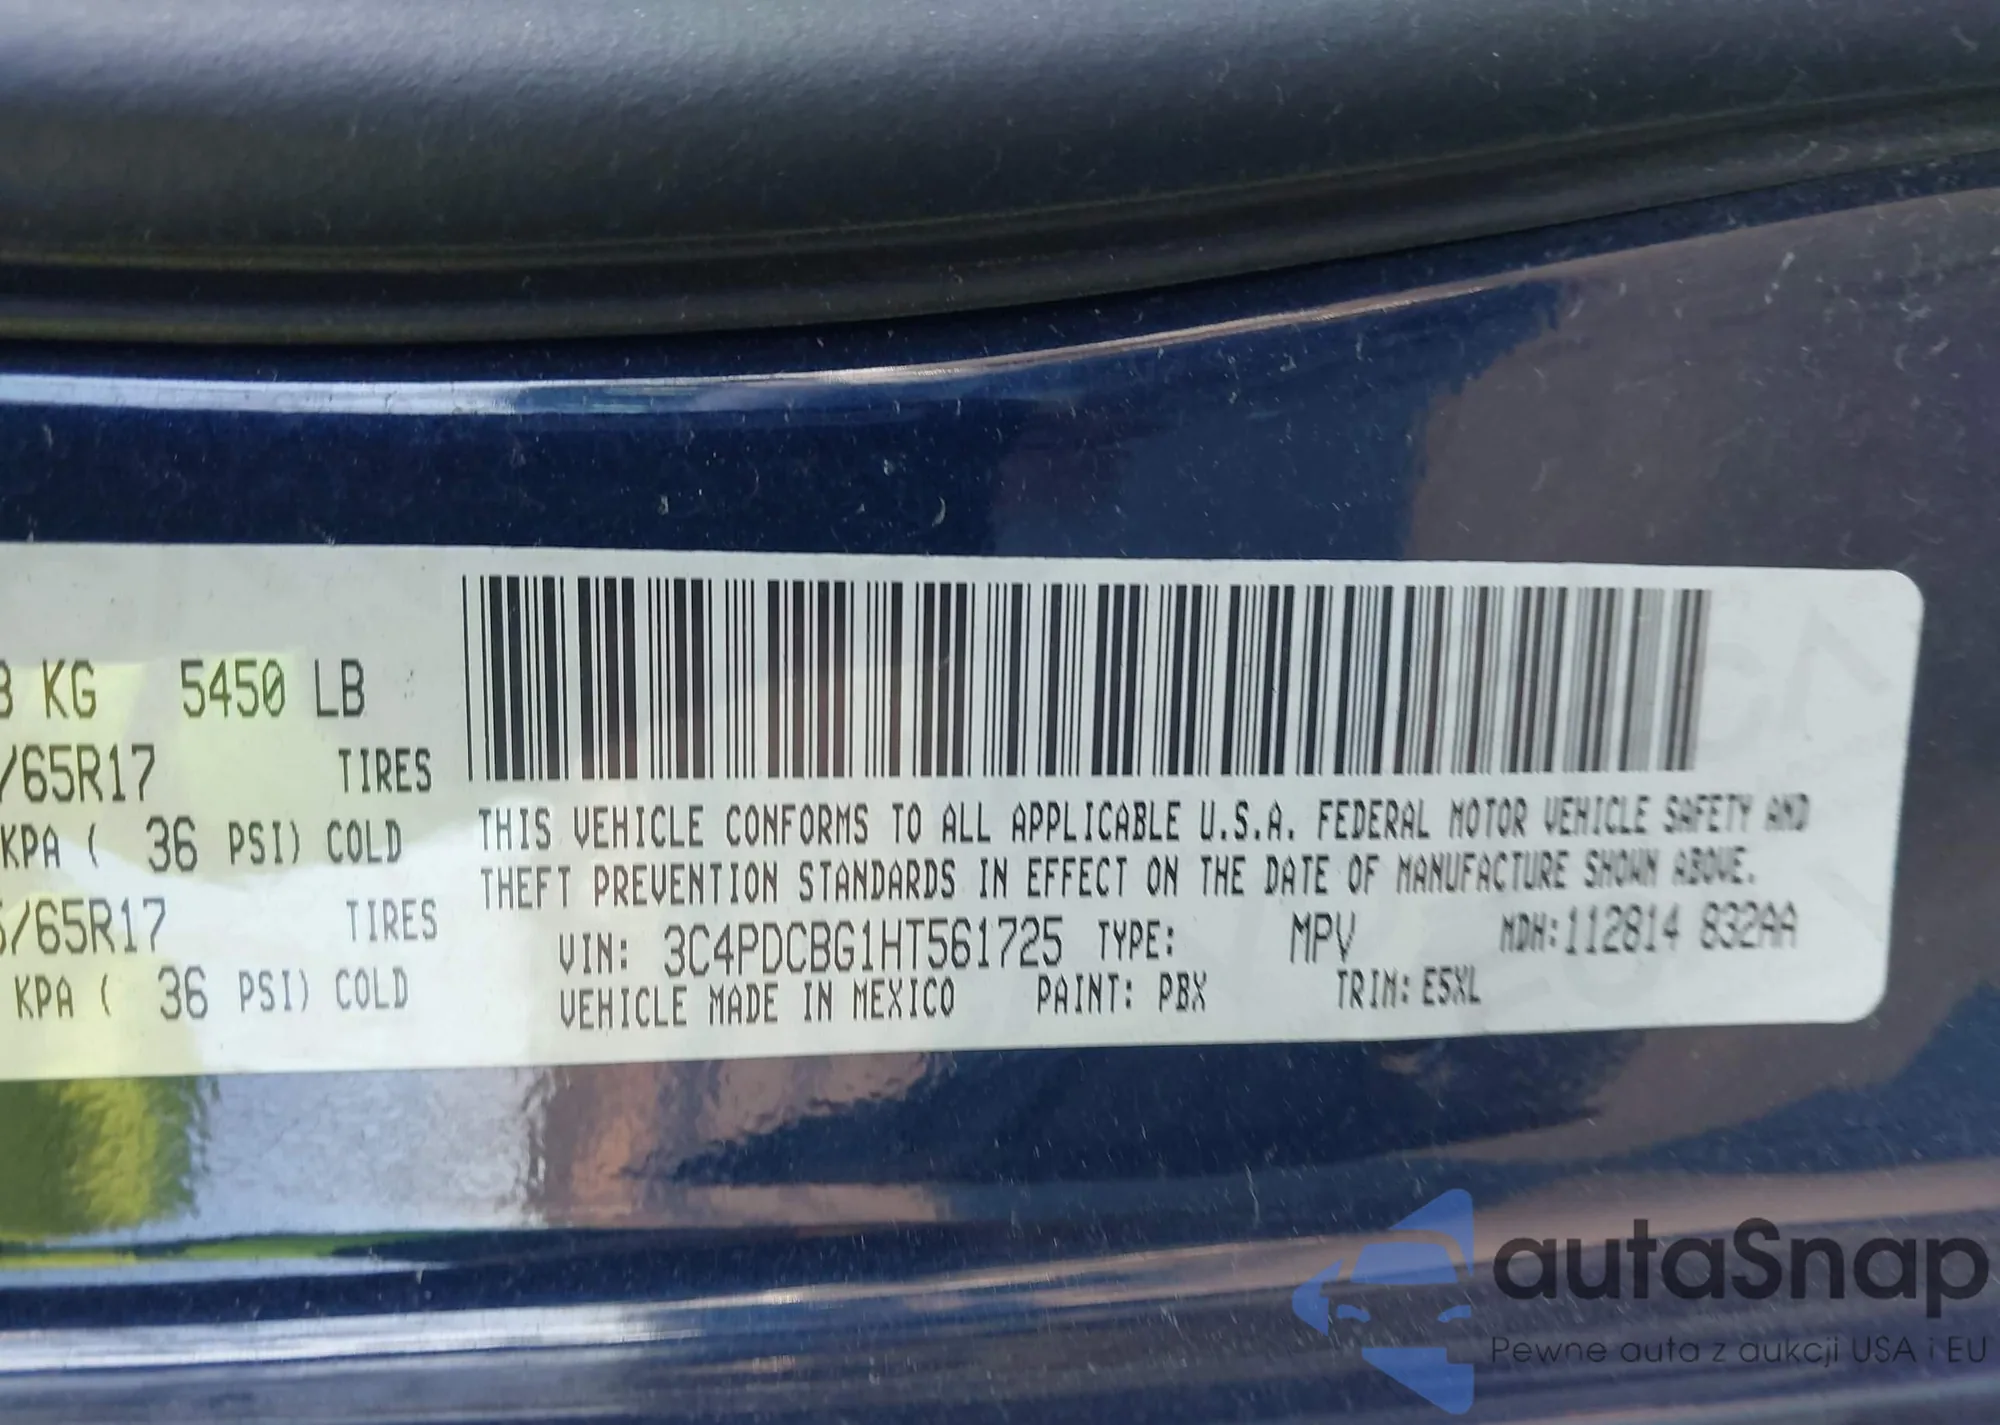 3 KG 5450 LB
/65R17 TIRES
KPA ( 36 PSI) COLD
5/65R17 TIRES
KPA ( 36 PSI) COLD
THIS VEHICLE CONFORMS TO ALL APPLICABLE U.S.A. FEDERAL MOTOR VEHICLE SAFETY AND
THEFT PREVENTION STANDARDS IN EFFECT ON THE DATE OF MANUFACTURE SHOWN ABOVE.
VIN: 3C4PDCBG1HT561725 TYPE: MPV MDH:112814 832AA
VEHICLE MADE IN MEXICO PAINT: PBX TRIM: E5XL
autaSnap
Pewne auta z aukcji USA i EU